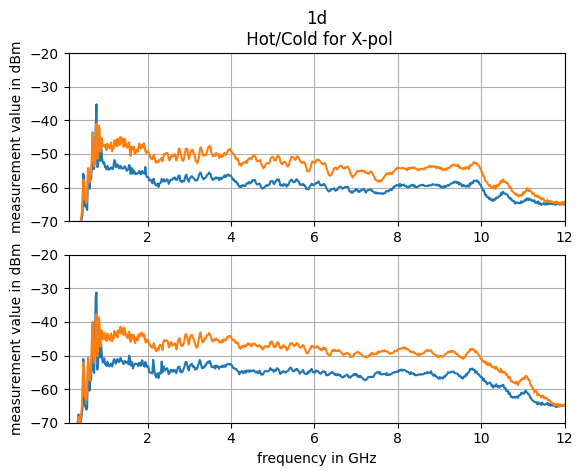 1d
Hot/Cold for X-pol
measurement value in dBm
−20
−30
−40
−50
−60
−70
2 4 6 8 10 12
measurement value in dBm
−20
−30
−40
−50
−60
−70
2 4 6 8 10 12
frequency in GHz